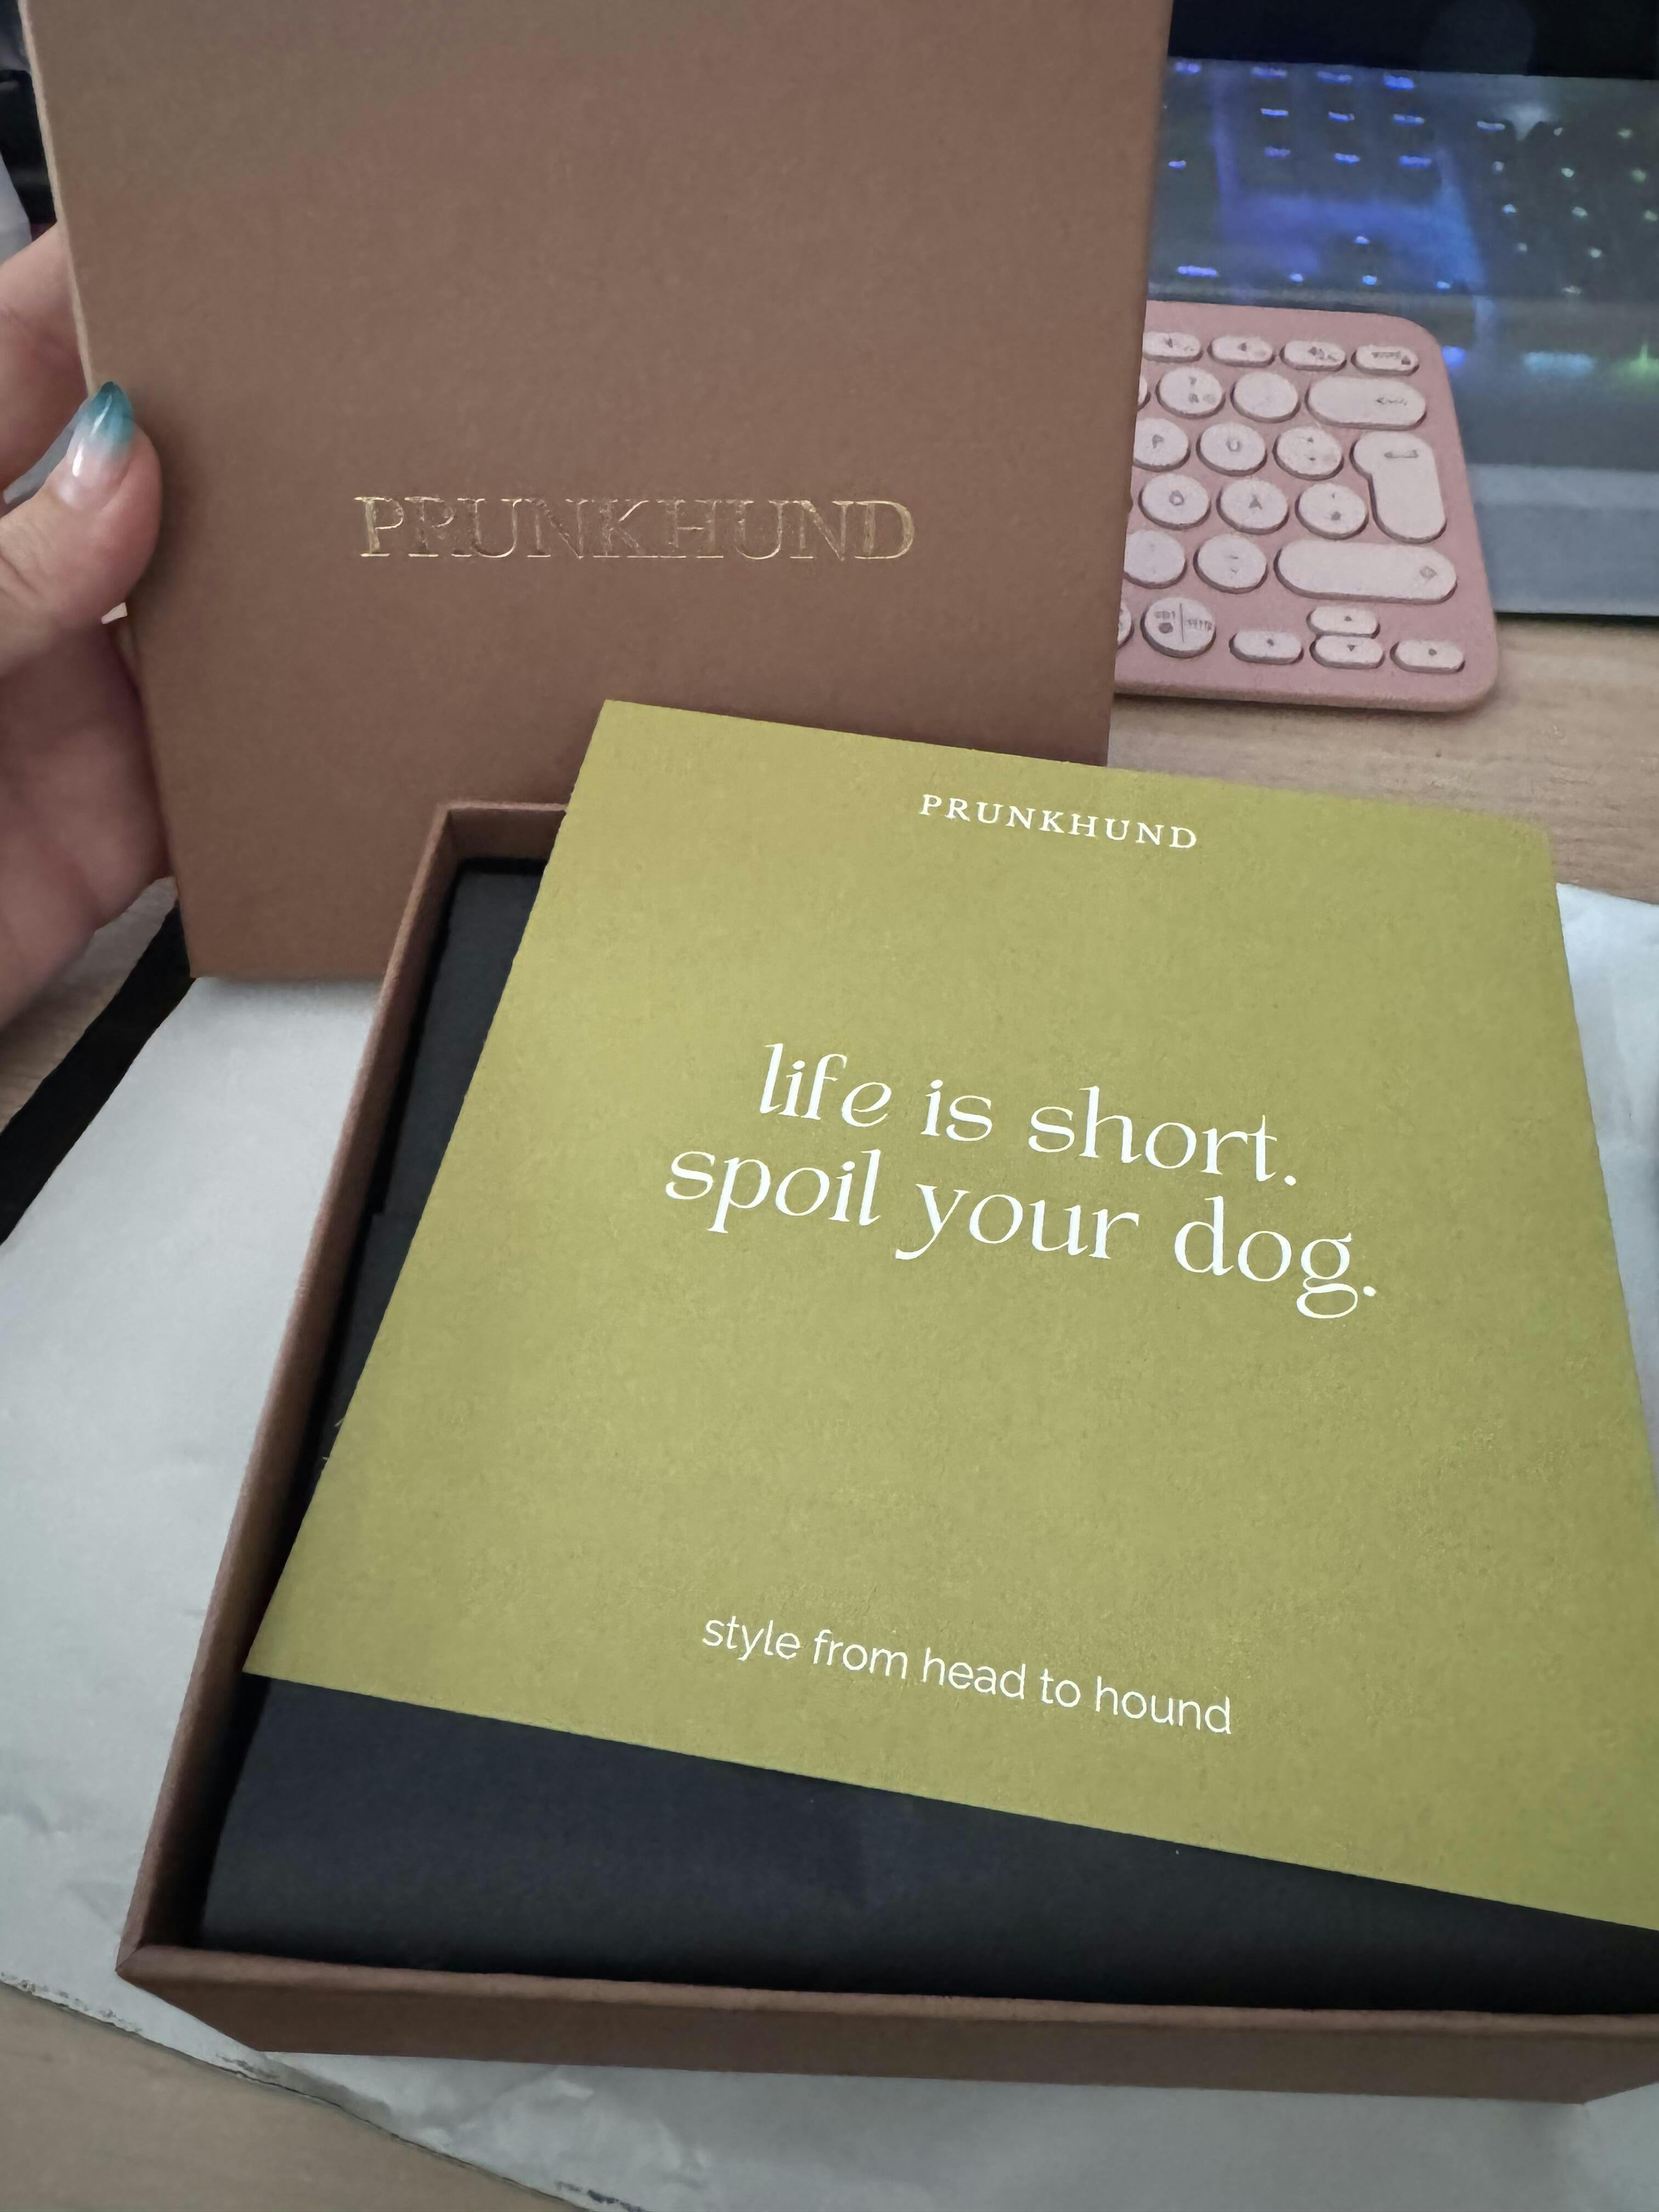 PRUNKHUND
PRUNKHUND
life is short.
spoil your dog.
style from head to hound
P
Ü
Ö
Ä